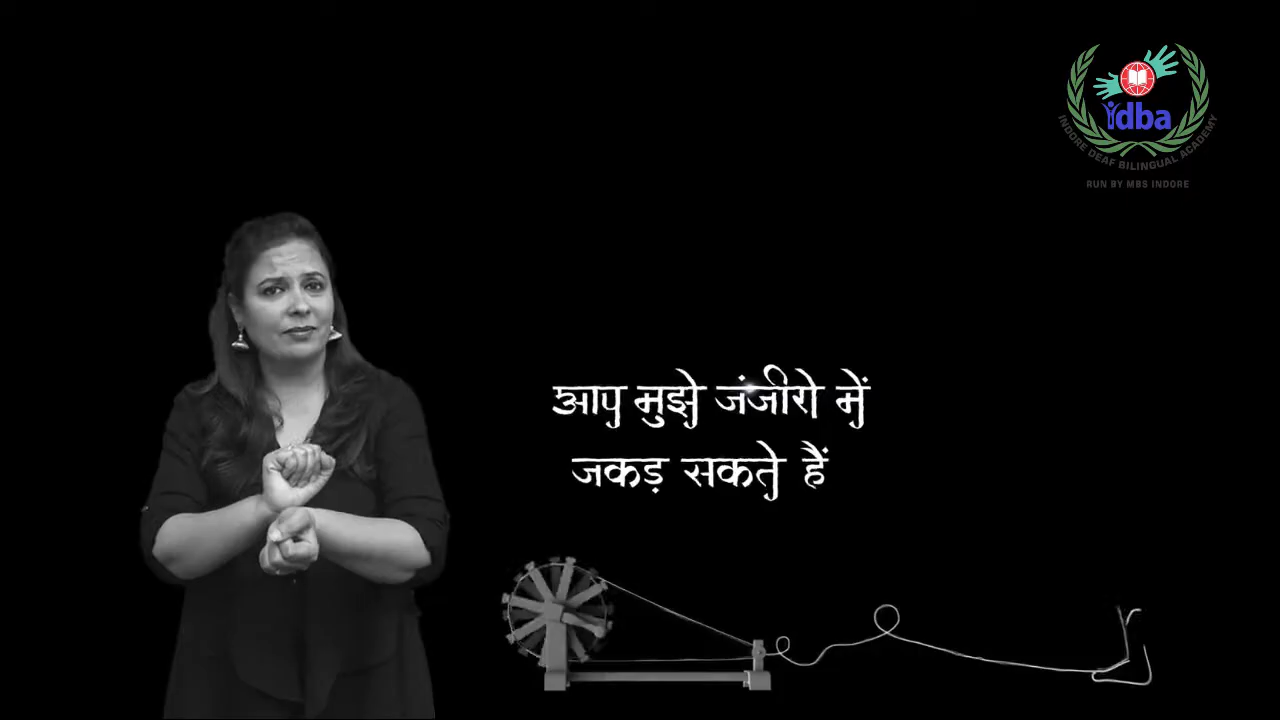 idba
INDORE DEAF BILINGUAL ACADEMY
RUN BY MBS INDORE
आप मुझे जंजीरो में
जकड़ सकते हैं